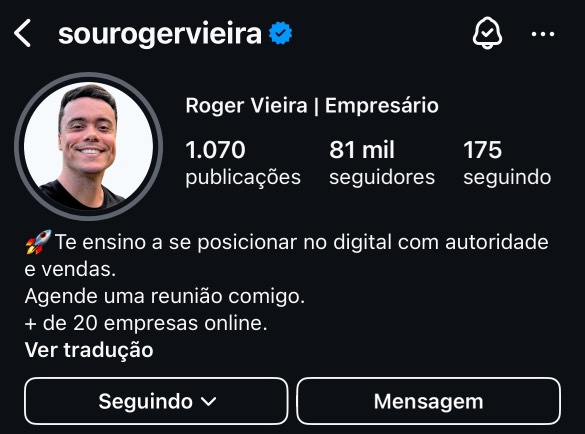 sourogervieira
Roger Vieira | Empresário
1.070 81 mil 175
publicações seguidores seguindo
🚀 Te ensino a se posicionar no digital com autoridade
e vendas.
Agende uma reunião comigo.
+ de 20 empresas online.
Ver tradução
Seguindo Mensagem